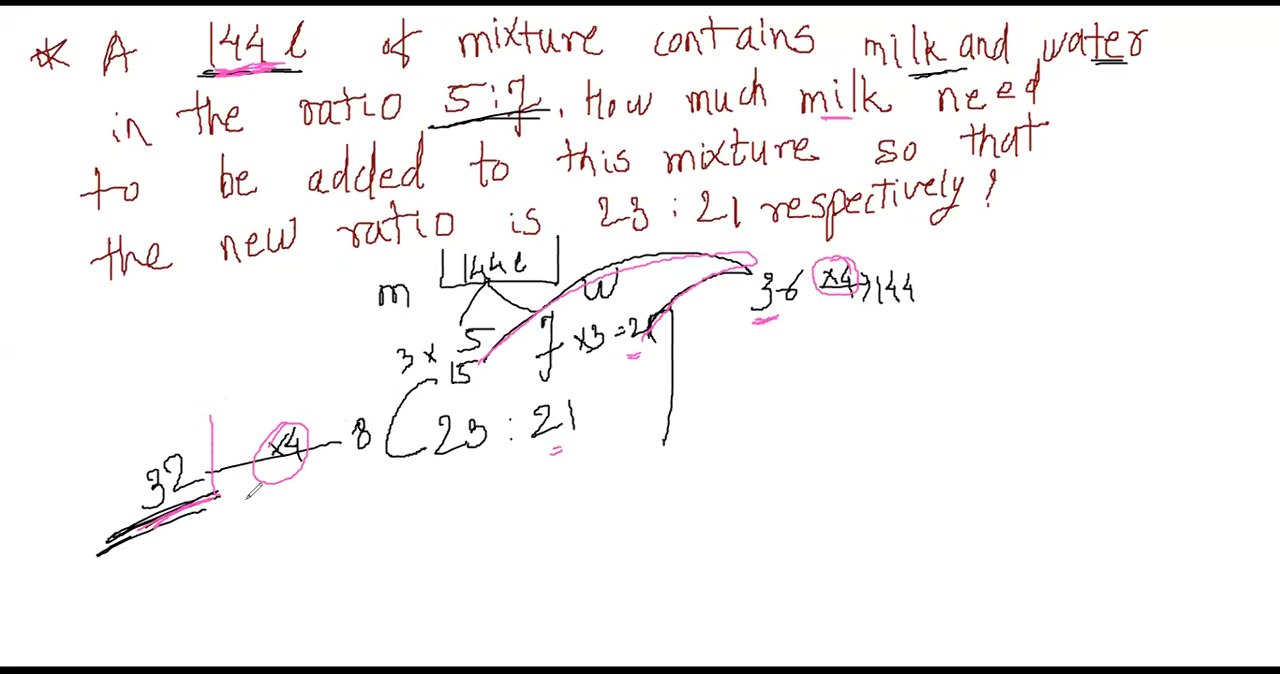 * A 144 l of mixture contains milk and water
in the ratio 5:7. How much milk need
to be added to this mixture so that
the new ratio is 23:21 respectively?
144 l
m w 36 ×4 → 144
3 × 5 7 ×3 = 21
15
8 23 : 21
32 ×4